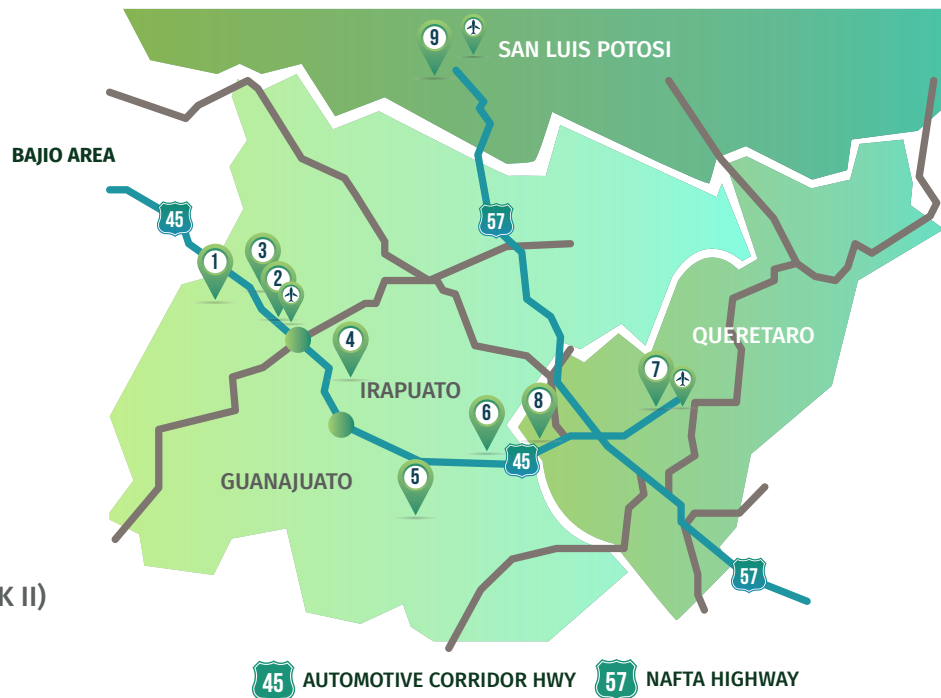 9
SAN LUIS POTOSI
BAJIO AREA
45
57
1
3
2
4
IRAPUATO
QUERETARO
7
6
8
45
5
GUANAJUATO
57
K II)
45 AUTOMOTIVE CORRIDOR HWY 57 NAFTA HIGHWAY